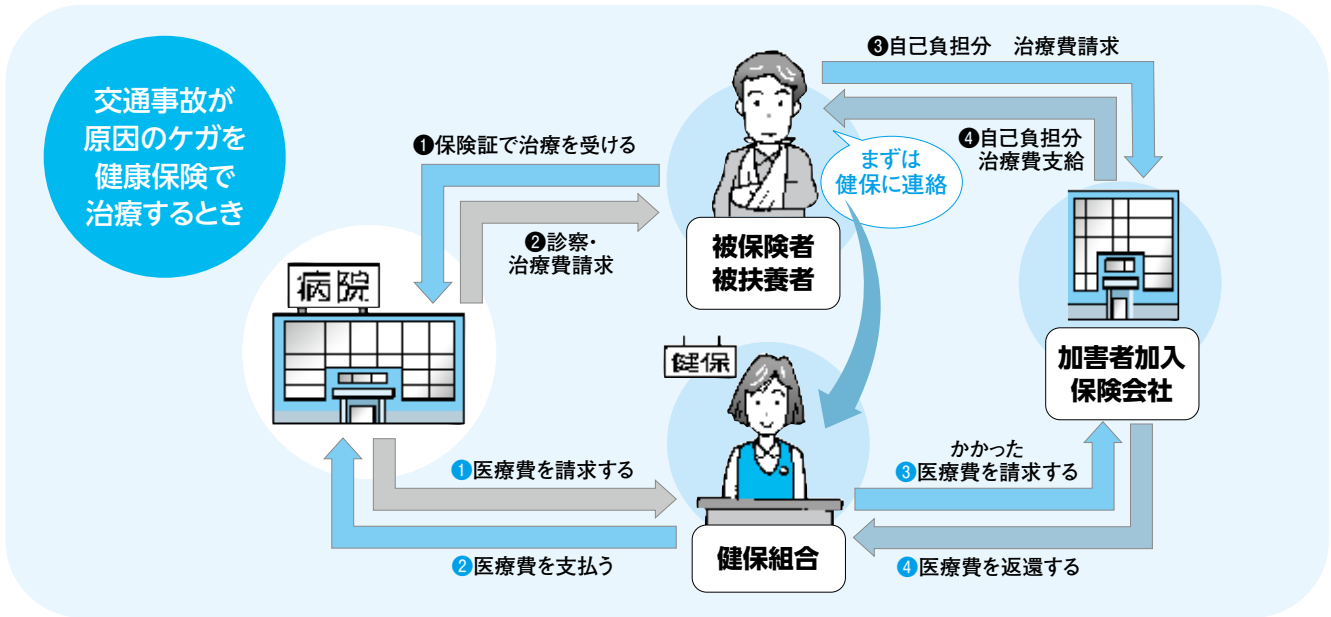 交通事故が
原因のケガを
健康保険で
治療するとき
❸自己負担分　治療費請求
❹自己負担分
治療費支給
❶保険証で治療を受ける
❷診察・
治療費請求
まずは
健保に連絡
被保険者
被扶養者
病院
加害者加入
保険会社
健保
❶医療費を請求する
❷医療費を支払う
かかった
❸医療費を請求する
❹医療費を返還する
健保組合